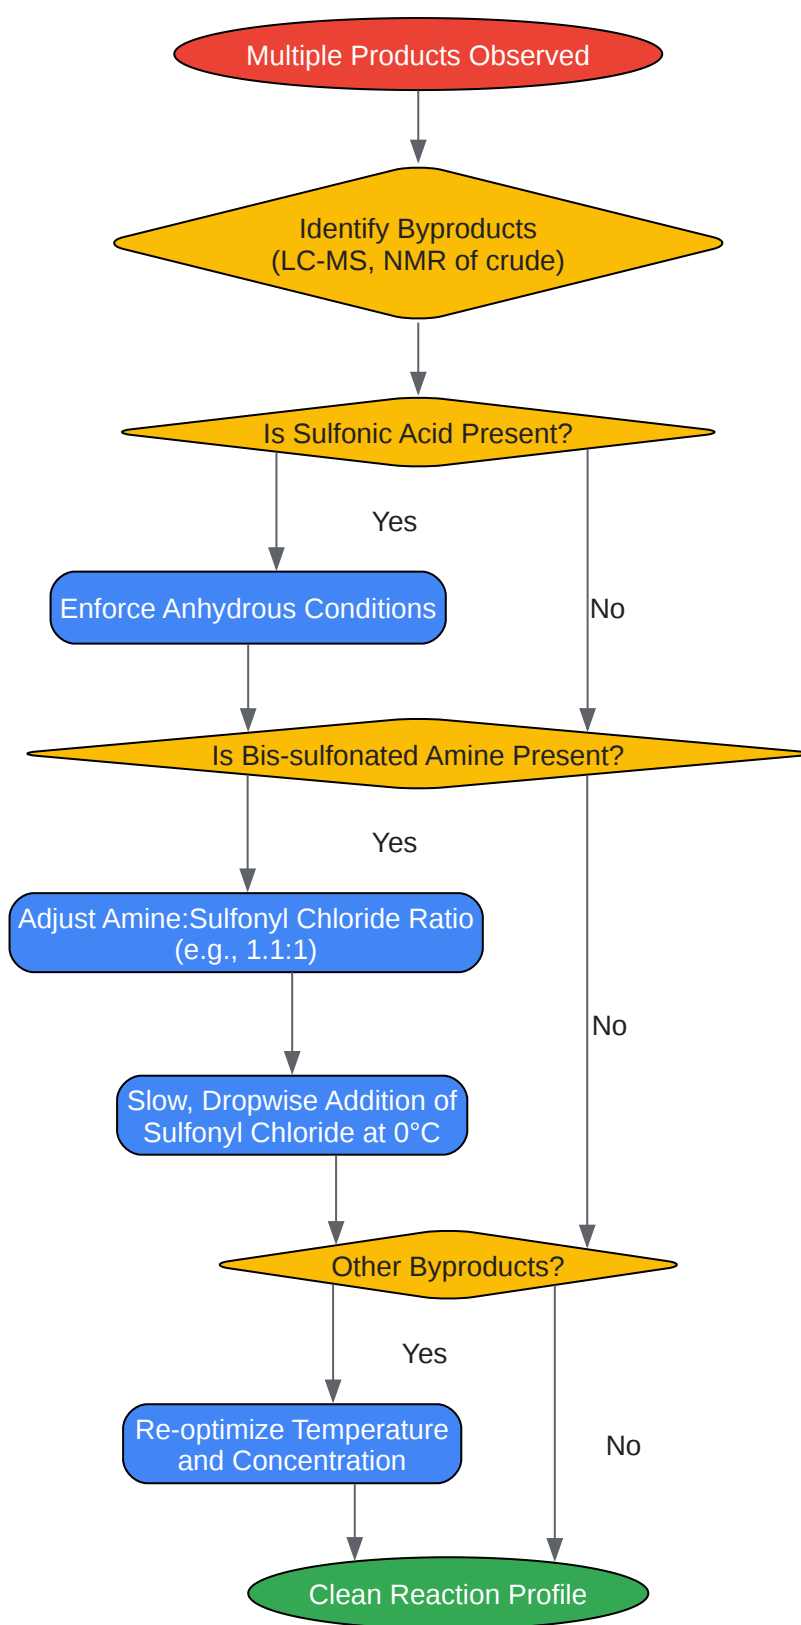 Multiple Products Observed
Identify Byproducts
(LC-MS, NMR of crude)
Is Sulfonic Acid Present?
Yes
Enforce Anhydrous Conditions
No
Is Bis-sulfonated Amine Present?
Yes
Adjust Amine:Sulfonyl Chloride Ratio
(e.g., 1.1:1)
No
Slow, Dropwise Addition of
Sulfonyl Chloride at 0°C
Other Byproducts?
Yes
Re-optimize Temperature
and Concentration
No
Clean Reaction Profile